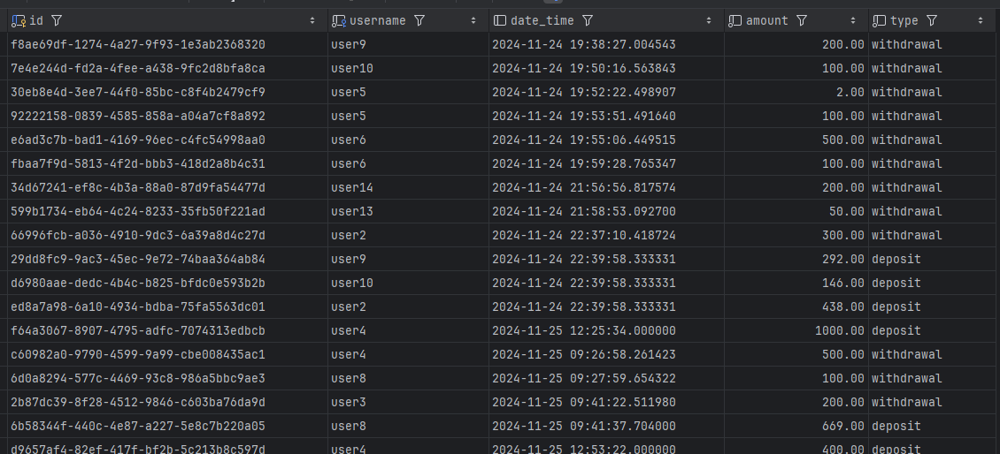 id username date_time amount type
f8ae69df-1274-4a27-9f93-1e3ab2368320 user9 2024-11-24 19:38:27.004543 200.00 withdrawal
7e4e244d-fd2a-4fee-a438-9fc2d8bfa8ca user10 2024-11-24 19:50:16.563843 100.00 withdrawal
30eb8e4d-3ee7-44f0-85bc-c8f4b2479cf9 user5 2024-11-24 19:52:22.498907 2.00 withdrawal
92222158-0839-4585-858a-a04a7cf8a892 user5 2024-11-24 19:53:51.491640 100.00 withdrawal
e6ad3c7b-bad1-4169-96ec-c4fc54998aa0 user6 2024-11-24 19:55:06.449515 500.00 withdrawal
fbaa7f9d-5813-4f2d-bbb3-418d2a8b4c31 user6 2024-11-24 19:59:28.765347 100.00 withdrawal
34d67241-ef8c-4b3a-88a0-87d9fa54477d user14 2024-11-24 21:56:56.817574 200.00 withdrawal
599b1734-eb64-4c24-8233-35fb50f221ad user13 2024-11-24 21:58:53.092700 50.00 withdrawal
66996fcb-a036-4910-9dc3-6a39a8d4c27d user2 2024-11-24 22:37:10.418724 300.00 withdrawal
29dd8fc9-9ac3-45ec-9e72-74baa364ab84 user9 2024-11-24 22:39:58.333331 292.00 deposit
d6980aae-dedc-4b4c-b825-bfdc0e593b2b user10 2024-11-24 22:39:58.333331 146.00 deposit
ed8a7a98-6a10-4934-bdba-75fa5563dc01 user2 2024-11-24 22:39:58.333331 438.00 deposit
f64a3067-8907-4795-adfc-7074313edbcb user4 2024-11-25 12:25:34.000000 1000.00 deposit
c60982a0-9790-4599-9a99-cbe008435ac1 user4 2024-11-25 09:26:58.261423 500.00 withdrawal
6d0a8294-577c-4469-93c8-986a5bbc9ae3 user8 2024-11-25 09:27:59.654322 100.00 withdrawal
2b87dc39-8f28-4512-9846-c603ba76da9d user3 2024-11-25 09:41:22.511980 200.00 withdrawal
6b58344f-440c-4e87-a227-5e8c7b220a05 user8 2024-11-25 09:41:37.704000 669.00 deposit
d9657af4-82ef-417f-bf2b-5c213b8c597d user4 2024-11-25 12:53:22.000000 400.00 deposit